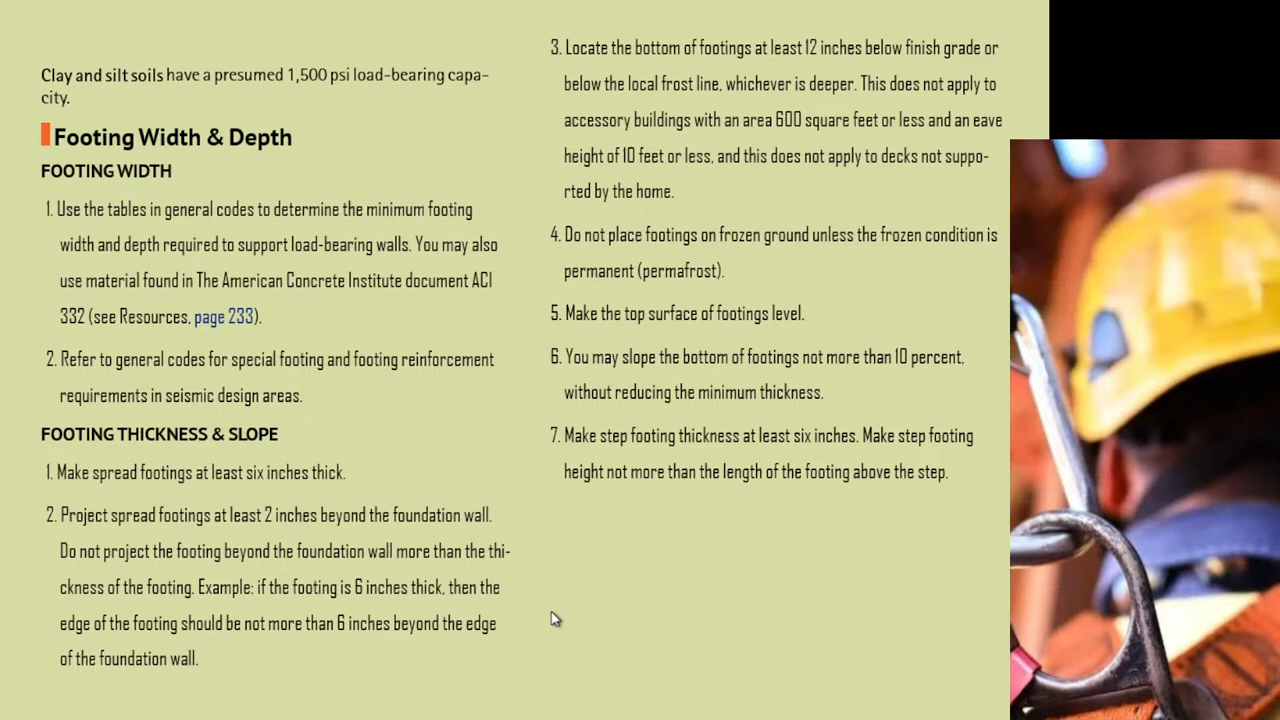 Clay and silt soils have a presumed 1,500 psi load-bearing capa-
city.
Footing Width & Depth
FOOTING WIDTH
1. Use the tables in general codes to determine the minimum footing
width and depth required to support load-bearing walls. You may also
use material found in The American Concrete Institute document ACI
332 (see Resources, page 233).
2. Refer to general codes for special footing and footing reinforcement
requirements in seismic design areas.
FOOTING THICKNESS & SLOPE
1. Make spread footings at least six inches thick.
2. Project spread footings at least 2 inches beyond the foundation wall.
Do not project the footing beyond the foundation wall more than the thi-
ckness of the footing. Example: if the footing is 6 inches thick, then the
edge of the footing should be not more than 6 inches beyond the edge
of the foundation wall.
3. Locate the bottom of footings at least 12 inches below finish grade or
below the local frost line, whichever is deeper. This does not apply to
accessory buildings with an area 600 square feet or less and an eave
height of 10 feet or less, and this does not apply to decks not suppo-
rted by the home.
4. Do not place footings on frozen ground unless the frozen condition is
permanent (permafrost).
5. Make the top surface of footings level.
6. You may slope the bottom of footings not more than 10 percent,
without reducing the minimum thickness.
7. Make step footing thickness at least six inches. Make step footing
height not more than the length of the footing above the step.